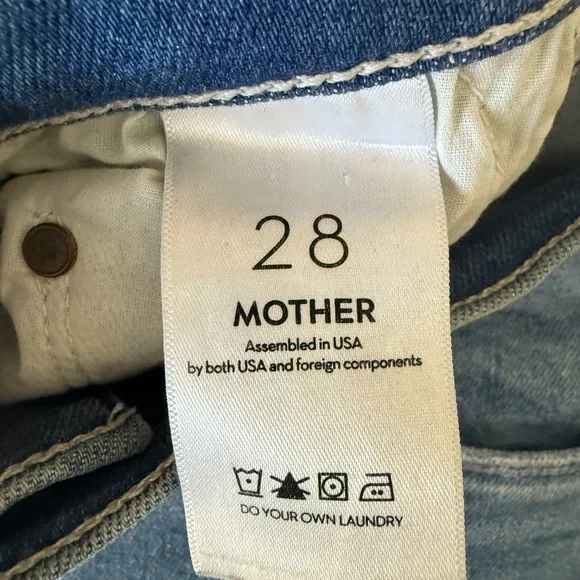 28
MOTHER
Assembled in USA
by both USA and foreign components
DO YOUR OWN LAUNDRY